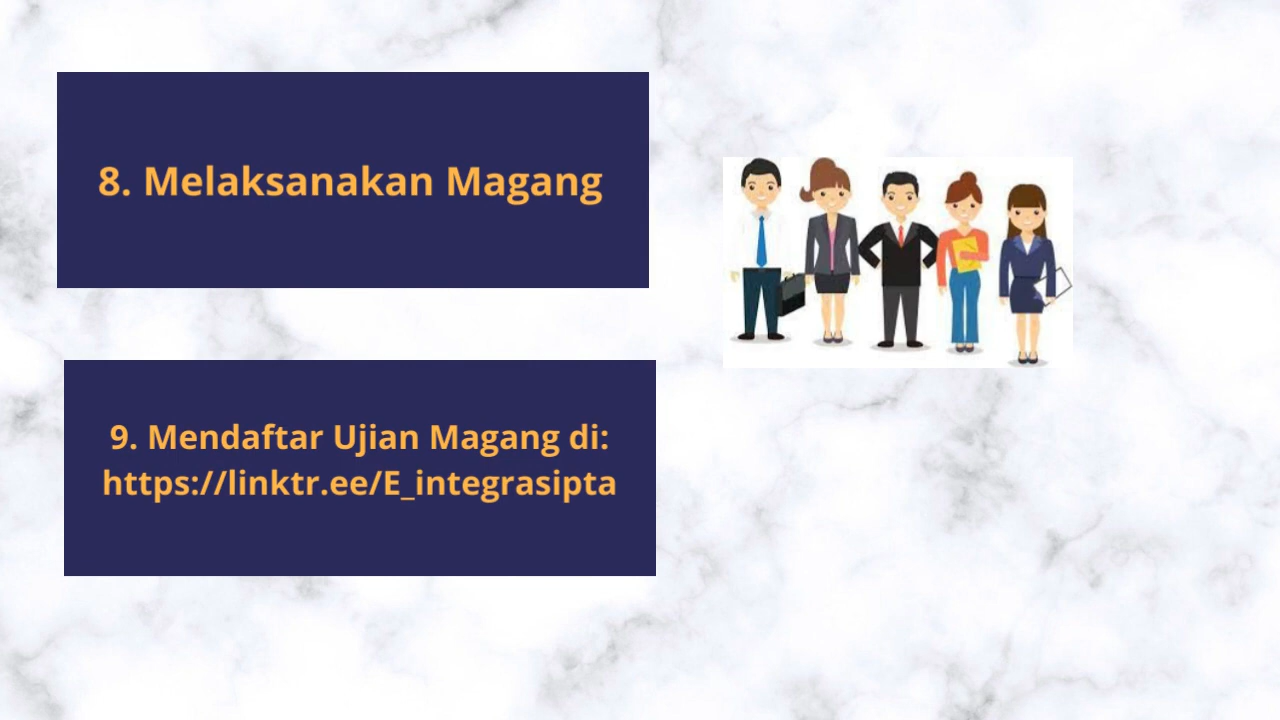 8. Melaksanakan Magang
9. Mendaftar Ujian Magang di:
https://linktr.ee/E_integrasipta